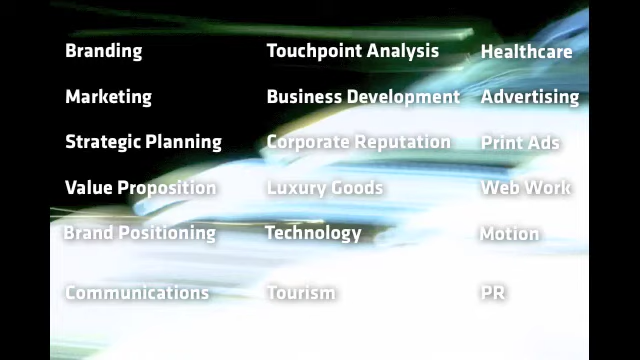 Branding
Touchpoint Analysis
Healthcare
Marketing
Business Development
Advertising
Strategic Planning
Corporate Reputation
Print Ads
Value Proposition
Luxury Goods
Web Work
Brand Positioning
Technology
Motion
Communications
Tourism
PR